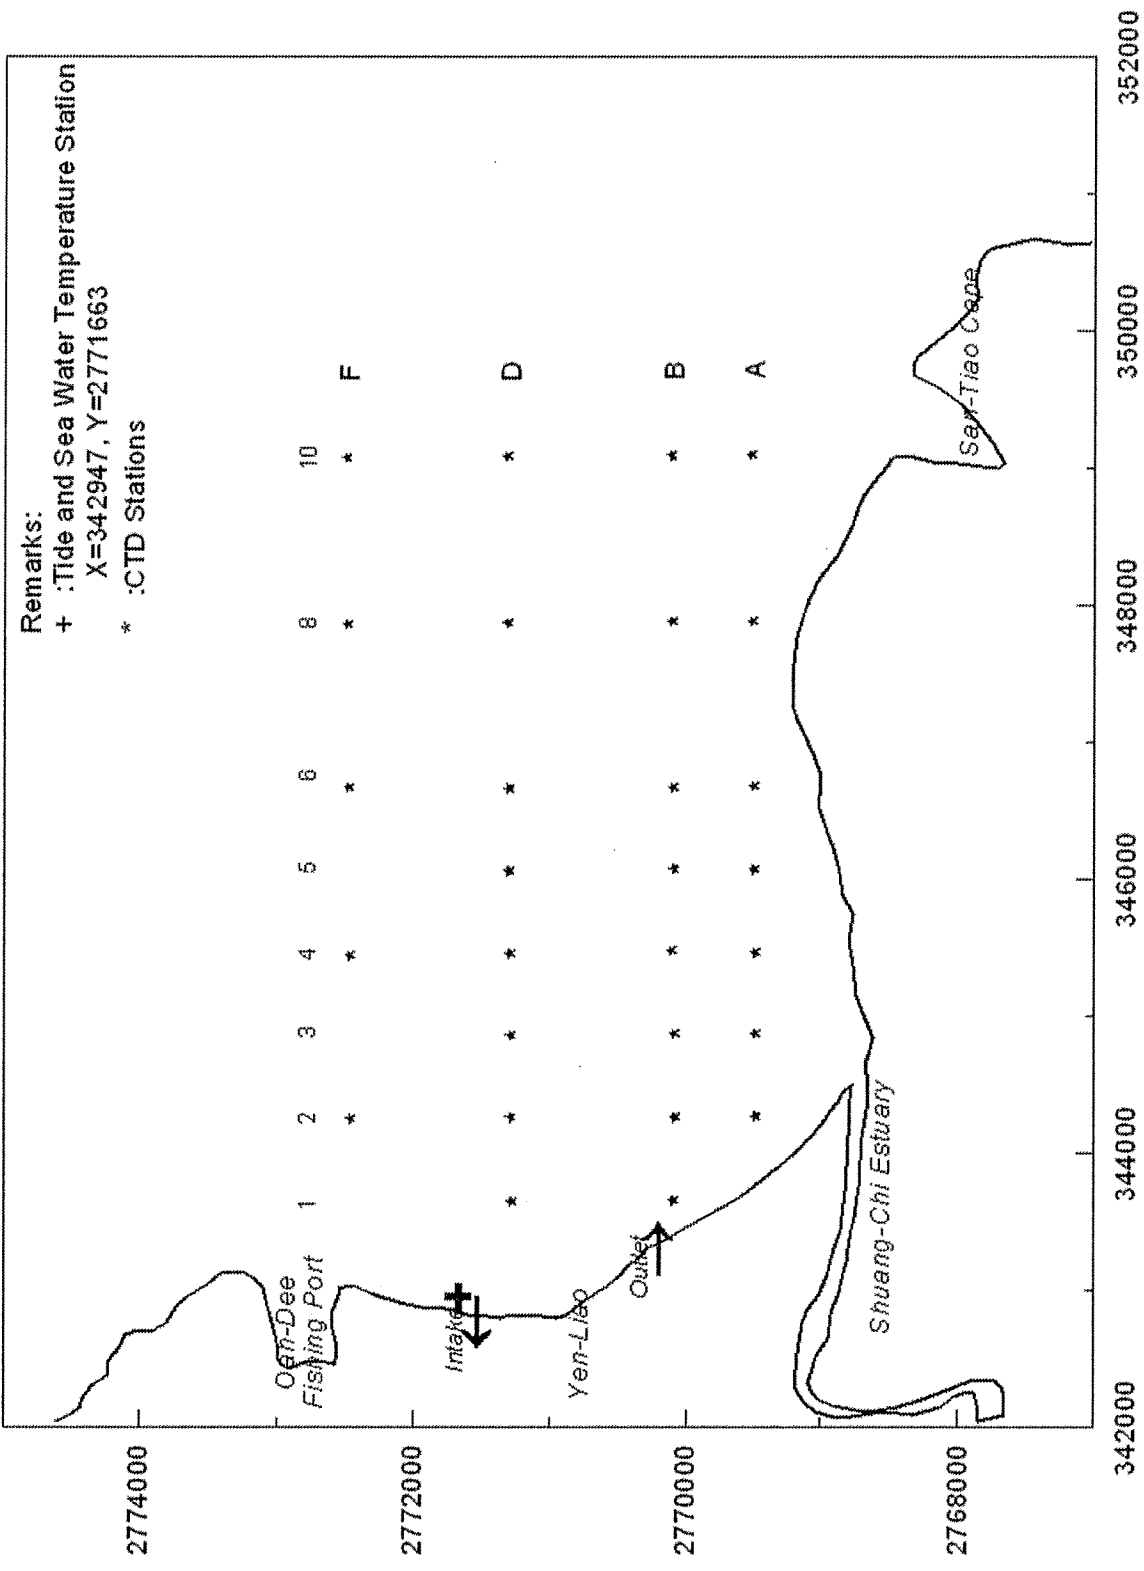 Remarks:
+ :Tide and Sea Water Temperature Station
X=342947, Y=2771663
* :CTD Stations
2774000
2772000
2770000
2768000
1 2 3 4 5 6 8 10
F
D
B
A
Oan-Dee
Fishing Port
Intake
Yen-Liao
Outlet
Shuang-Chi Estuary
San-Tiao Cape
342000 344000 346000 348000 350000 352000